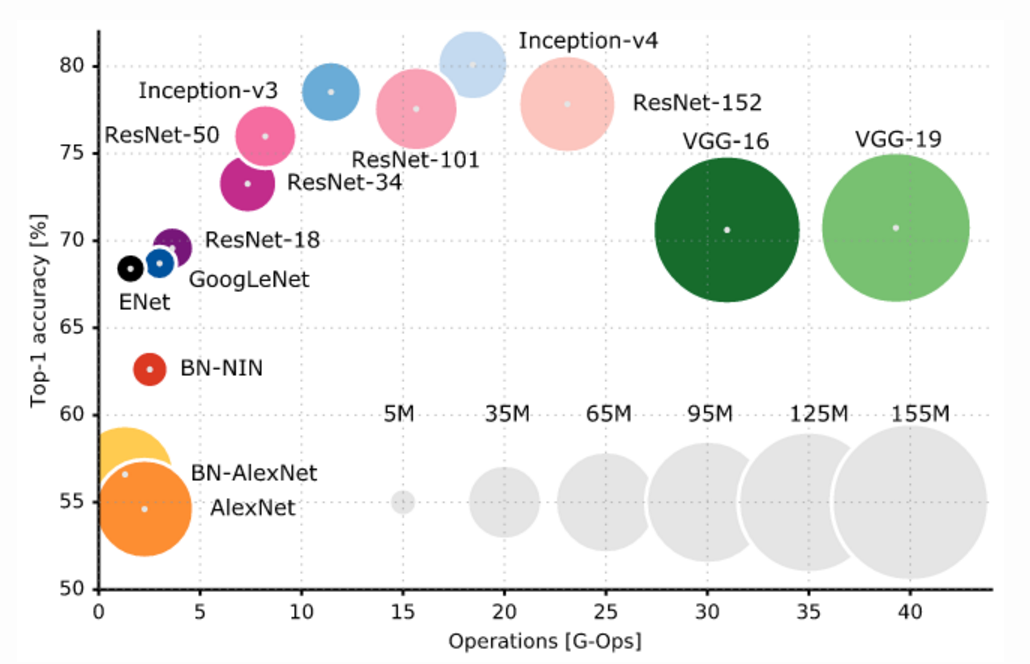 80
75
70
65
60
55
50
Top-1 accuracy [%]
Inception-v4
Inception-v3
ResNet-152
ResNet-50
VGG-16
VGG-19
ResNet-101
ResNet-34
ResNet-18
GoogLeNet
ENet
BN-NIN
5M 35M 65M 95M 125M 155M
BN-AlexNet
AlexNet
0 5 10 15 20 25 30 35 40
Operations [G-Ops]